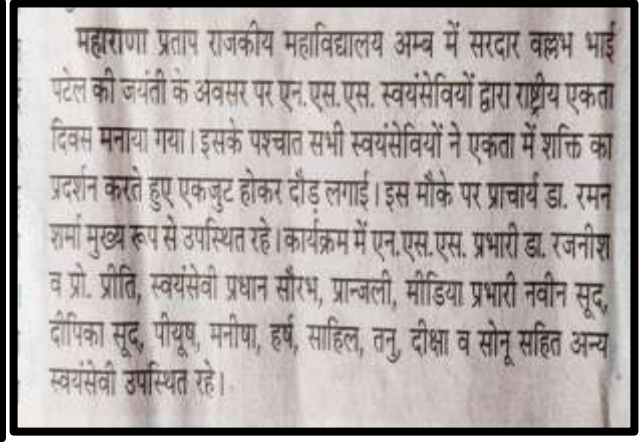 महाराणा प्रताप राजकीय महाविद्यालय अम्ब में सरदार वल्लभ भाई
पटेल की जयंती के अवसर पर एन.एस.एस. स्वयंसेवियों द्वारा राष्ट्रीय एकता
दिवस मनाया गया। इसके पश्चात सभी स्वयंसेवियों ने एकता में शक्ति का
प्रदर्शन करते हुए एकजुट होकर दौड़ लगाई। इस मौके पर प्राचार्य डा. रमन
शर्मा मुख्य रूप से उपस्थित रहे। कार्यक्रम में एन.एस.एस. प्रभारी डा. रजनीश
व प्रो. प्रीति, स्वयंसेवी प्रधान सौरभ, प्रान्जली, मीडिया प्रभारी नवीन सूद,
दीपिका सूद, पीयूष, मनीषा, हर्ष, साहिल, तनु, दीक्षा व सोनू सहित अन्य
स्वयंसेवी उपस्थित रहे।